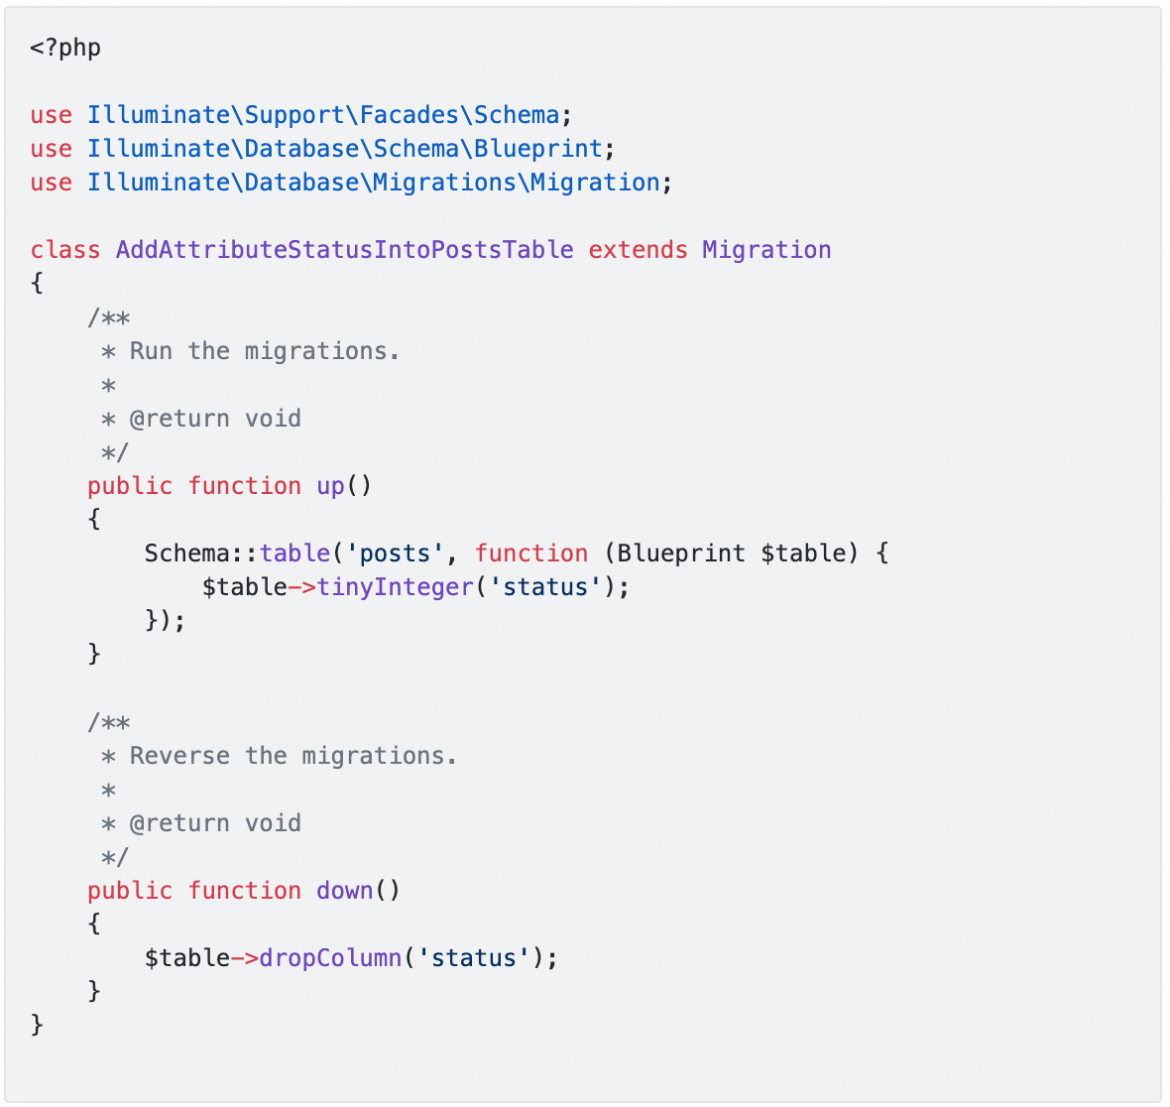 <?php

use Illuminate\Support\Facades\Schema;
use Illuminate\Database\Schema\Blueprint;
use Illuminate\Database\Migrations\Migration;

class AddAttributeStatusIntoPostsTable extends Migration
{
    /**
     * Run the migrations.
     *
     * @return void
     */
    public function up()
    {
        Schema::table('posts', function (Blueprint $table) {
            $table->tinyInteger('status');
        });
    }

    /**
     * Reverse the migrations.
     *
     * @return void
     */
    public function down()
    {
        $table->dropColumn('status');
    }
}